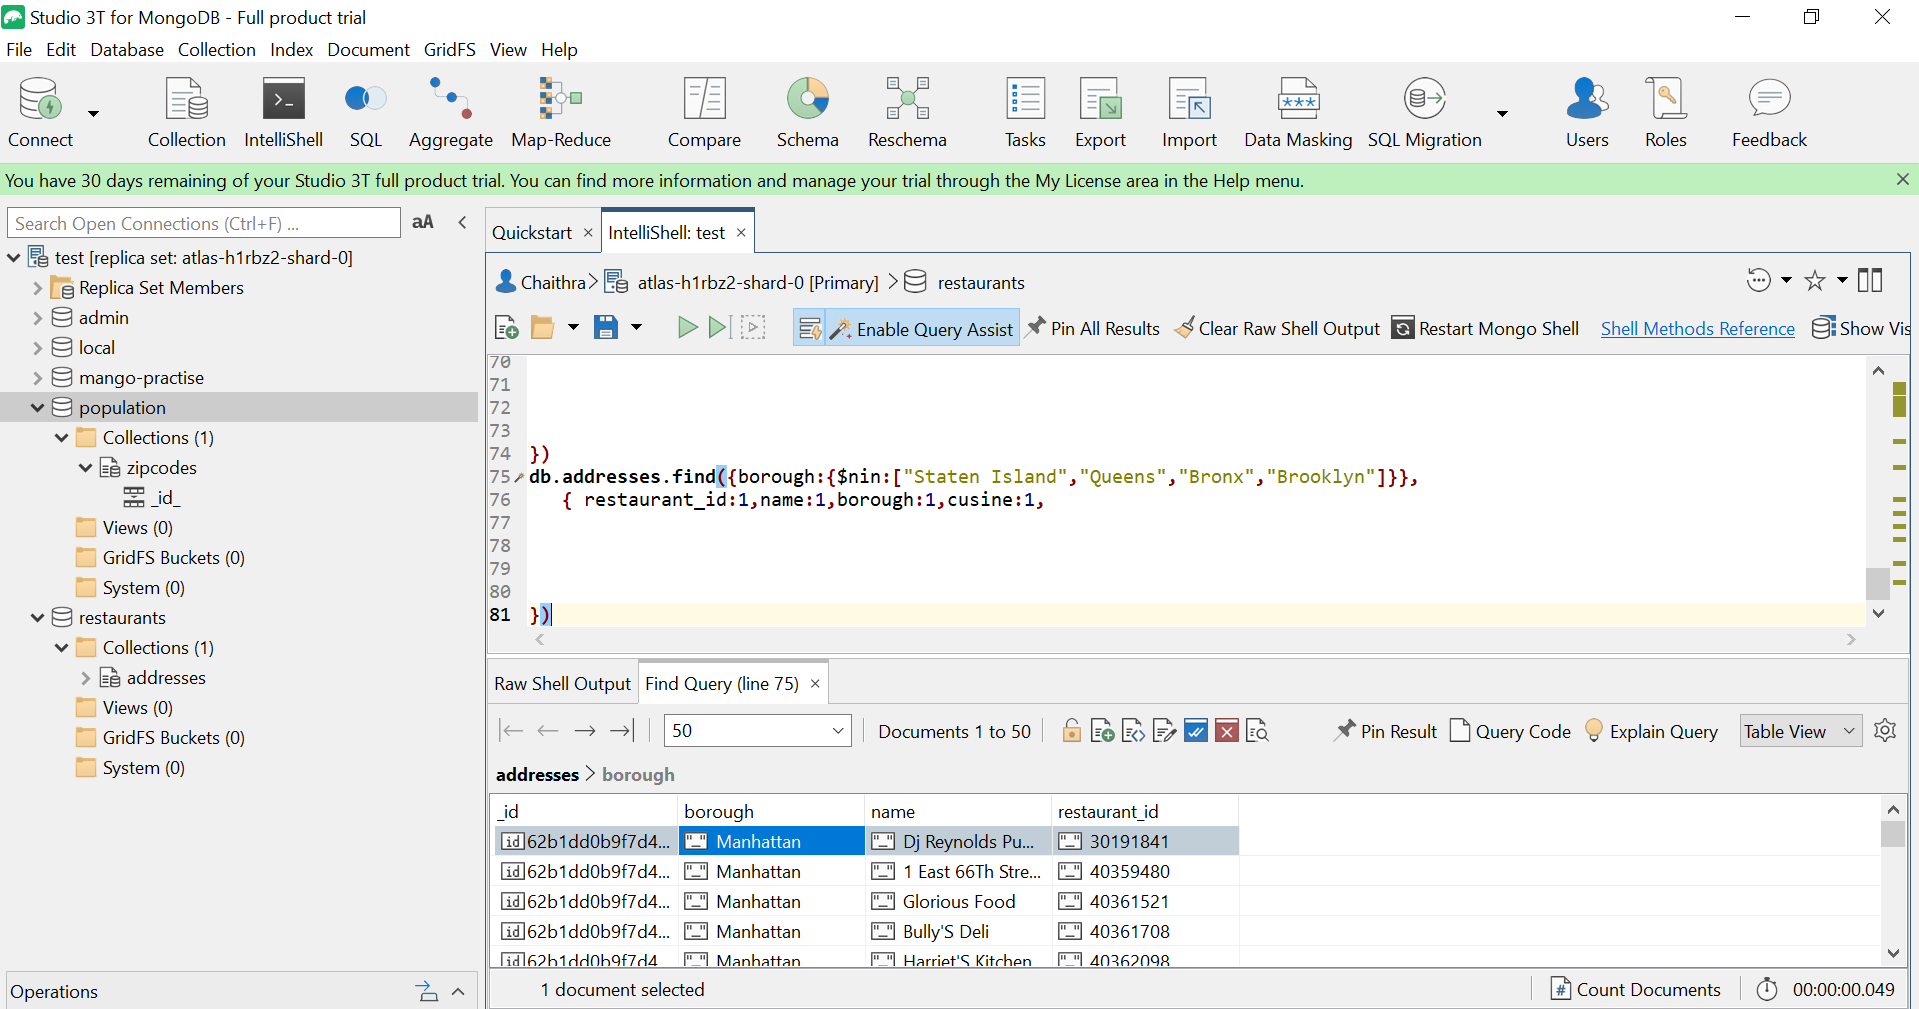 Studio 3T for MongoDB - Full product trial
File Edit Database Collection Index Document GridFS View Help
Connect Collection IntelliShell SQL Aggregate Map-Reduce Compare Schema Reschema Tasks Export Import Data Masking SQL Migration Users Roles Feedback
You have 30 days remaining of your Studio 3T full product trial. You can find more information and manage your trial through the My License area in the Help menu.
Search Open Connections (Ctrl+F) ... aA
test [replica set: atlas-h1rbz2-shard-0]
Replica Set Members
admin
local
mango-practise
population
Collections (1)
zipcodes
_id_
Views (0)
GridFS Buckets (0)
System (0)
restaurants
Collections (1)
addresses
Views (0)
GridFS Buckets (0)
System (0)
Operations
Quickstart IntelliShell: test
Chaithra atlas-h1rbz2-shard-0 [Primary] restaurants
Enable Query Assist Pin All Results Clear Raw Shell Output Restart Mongo Shell Shell Methods Reference Show Vis
70
71
72
73
74 })
75 db.addresses.find({borough:{$nin:["Staten Island","Queens","Bronx","Brooklyn"]}},
76 { restaurant_id:1,name:1,borough:1,cusine:1,
77
78
79
80
81 })
Raw Shell Output Find Query (line 75)
50 Documents 1 to 50 Pin Result Query Code Explain Query Table View
addresses > borough
_id borough name restaurant_id
62b1dd0b9f7d4... Manhattan Dj Reynolds Pu... 30191841
62b1dd0b9f7d4... Manhattan 1 East 66Th Stre... 40359480
62b1dd0b9f7d4... Manhattan Glorious Food 40361521
62b1dd0b9f7d4... Manhattan Bully'S Deli 40361708
62b1dd0b9f7d4 Manhattan Harriet'S Kitchen 40362098
1 document selected Count Documents 00:00:00.049